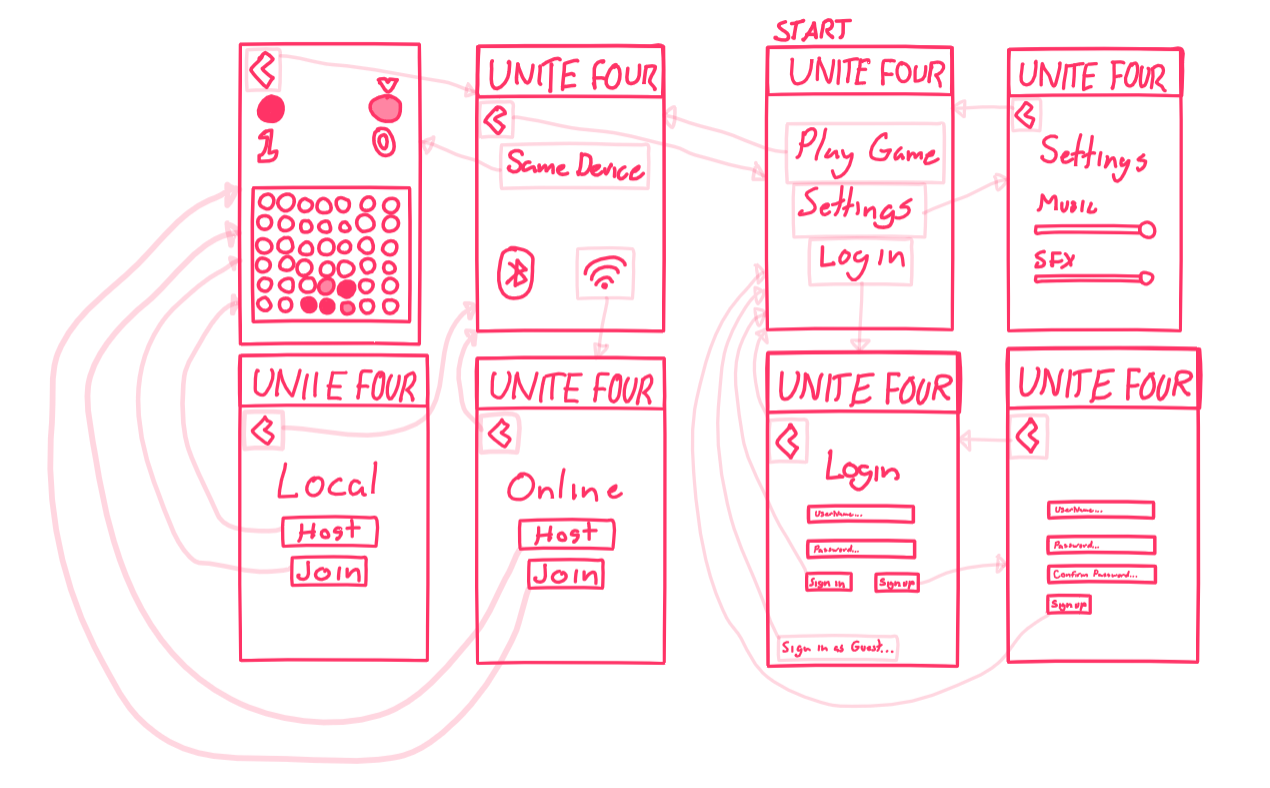 START
1
0
UNITE FOUR
Same Device
UNITE FOUR
Play Game
Settings
Log in
UNITE FOUR
Settings
MUSIC
SFX
UNIIE FOUR
Local
Host
Join
UNITE FOUR
Online
Host
JOIN
UNITE FOUR
Login
UserName...
Password...
Sign in
Sign up
Sign in as Guest...
UNITE FOUR
UserName...
Password...
Confirm Password...
Sign up